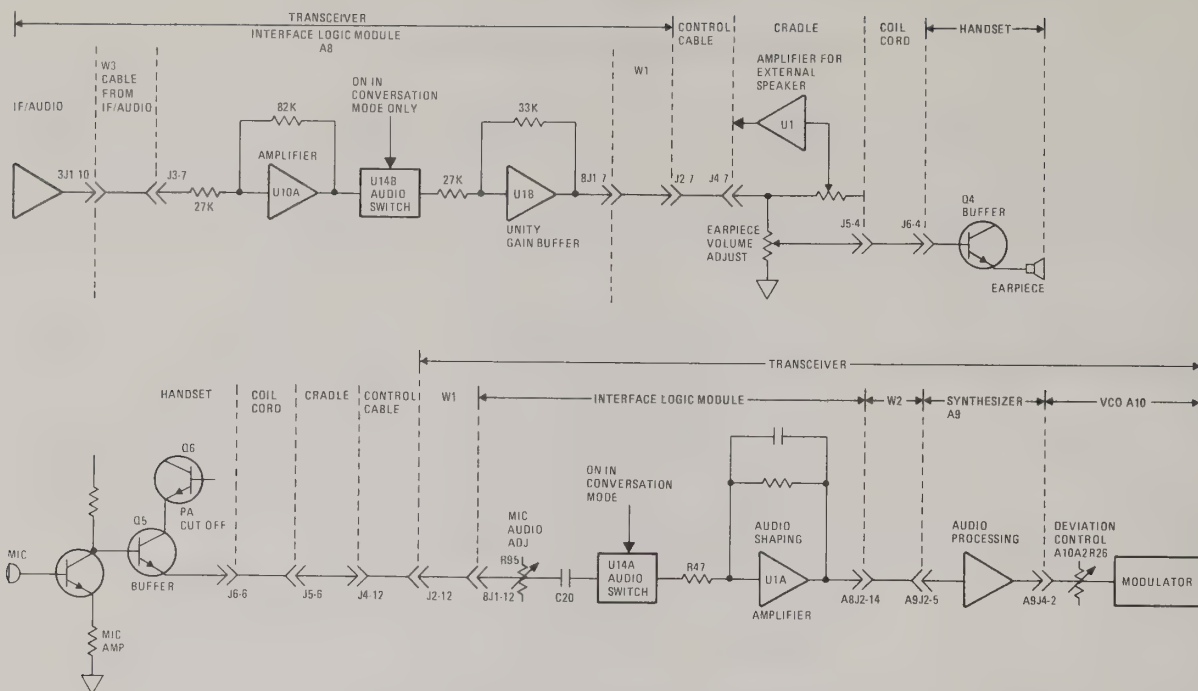 TRANSCEIVER
INTERFACE LOGIC MODULE
A8
CONTROL
CABLE
CRADLE
COIL
CORD
HANDSET
W3
CABLE
FROM
IF/AUDIO
IF/AUDIO
3J1 10
J3-7
27K
82K
AMPLIFIER
U10A
ON IN
CONVERSATION
MODE ONLY
U14B
AUDIO
SWITCH
27K
33K
U1B
UNITY
GAIN BUFFER
8J1 7
W1
J2 7
J4 7
AMPLIFIER FOR
EXTERNAL
SPEAKER
U1
EARPIECE
VOLUME
ADJUST
J5-4
J6-4
Q4
BUFFER
EARPIECE
TRANSCEIVER
HANDSET
COIL
CORD
CRADLE
CONTROL
CABLE
W1
INTERFACE LOGIC MODULE
W2
SYNTHESIZER
A9
VCO A10
MIC
MIC
AMP
Q5
BUFFER
Q6
PA
CUT OFF
J6-6
J5-6
J4-12
J2-12
8J1-12
MIC
AUDIO
ADJ
R95
C20
ON IN
CONVERSATION
MODE
U14A
AUDIO
SWITCH
R47
AUDIO
SHAPING
U1A
AMPLIFIER
A8J2-14
A9J2-5
AUDIO
PROCESSING
A9J4-2
DEVIATION
CONTROL
A10A2R26
MODULATOR